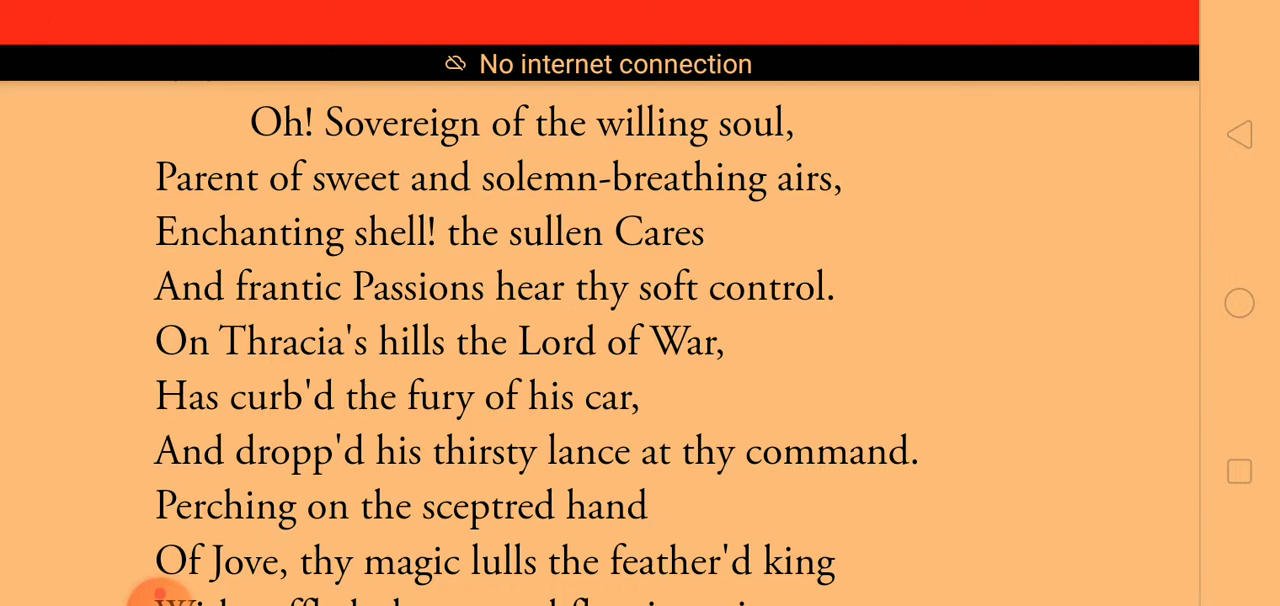 No internet connection
Oh! Sovereign of the willing soul,
Parent of sweet and solemn-breathing airs,
Enchanting shell! the sullen Cares
And frantic Passions hear thy soft control.
On Thracia's hills the Lord of War,
Has curb'd the fury of his car,
And dropp'd his thirsty lance at thy command.
Perching on the sceptred hand
Of Jove, thy magic lulls the feather'd king